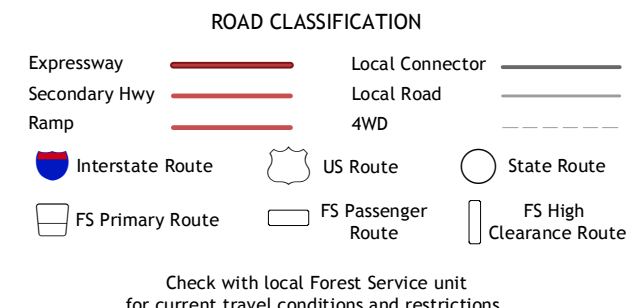 ROAD CLASSIFICATION
Expressway
Local Connector
Secondary Hwy
Local Road
Ramp
4WD
Interstate Route
US Route
State Route
FS Primary Route
FS Passenger
Route
FS High
Clearance Route
Check with local Forest Service unit
for current travel conditions and restrictions